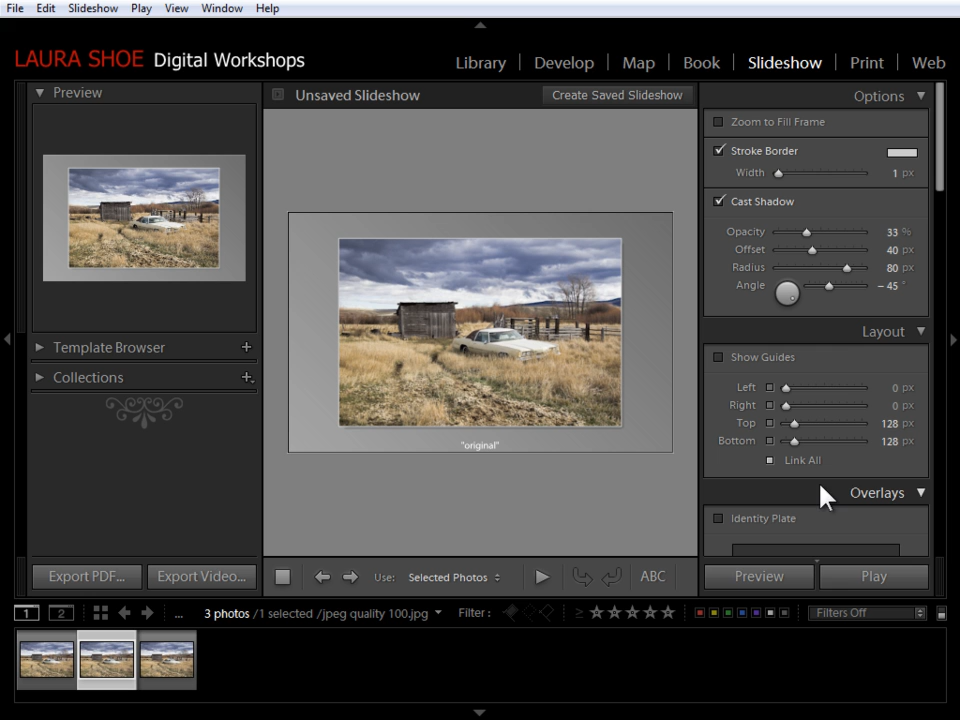 File Edit Slideshow Play View Window Help
LAURA SHOE Digital Workshops
Library Develop Map Book Slideshow Print Web
Preview
Unsaved Slideshow
Create Saved Slideshow
Options
Zoom to Fill Frame
Stroke Border
Width 1 px
Cast Shadow
Opacity 33 %
Offset 40 px
Radius 80 px
Angle – 45 °
Template Browser +
Collections +
Layout
Show Guides
Left 0 px
Right 0 px
Top 128 px
Bottom 128 px
Link All
"original"
Overlays
Identity Plate
Export PDF...
Export Video...
Use: Selected Photos
ABC
Preview
Play
1 2 ... 3 photos /1 selected /jpeg quality 100.jpg Filter : ≥ Filters Off